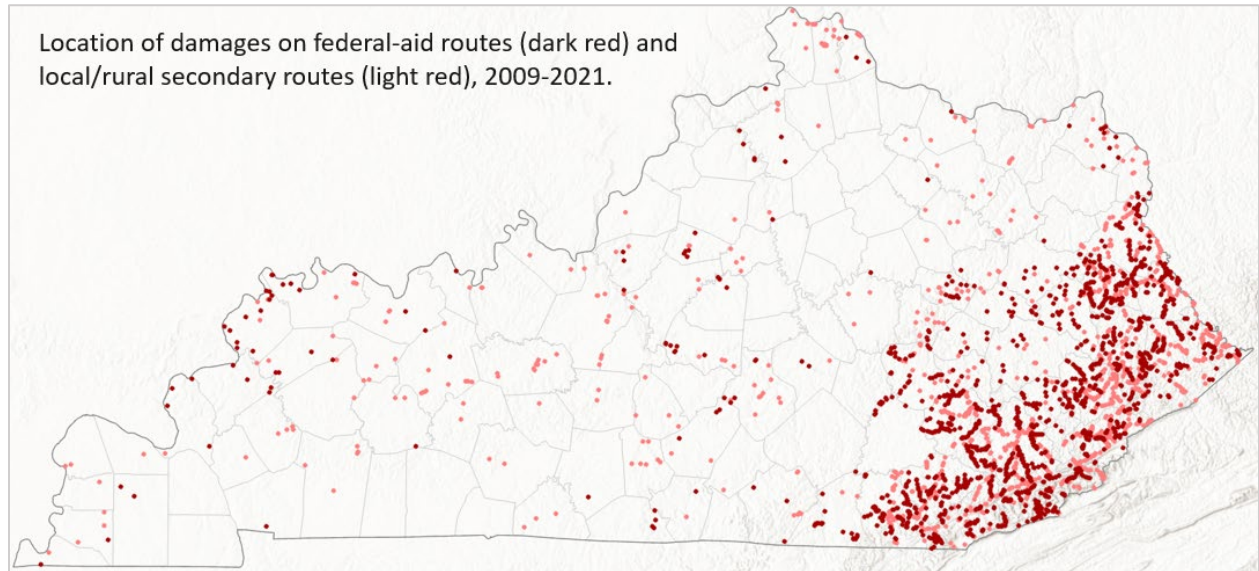 Location of damages on federal-aid routes (dark red) and
local/rural secondary routes (light red), 2009-2021.